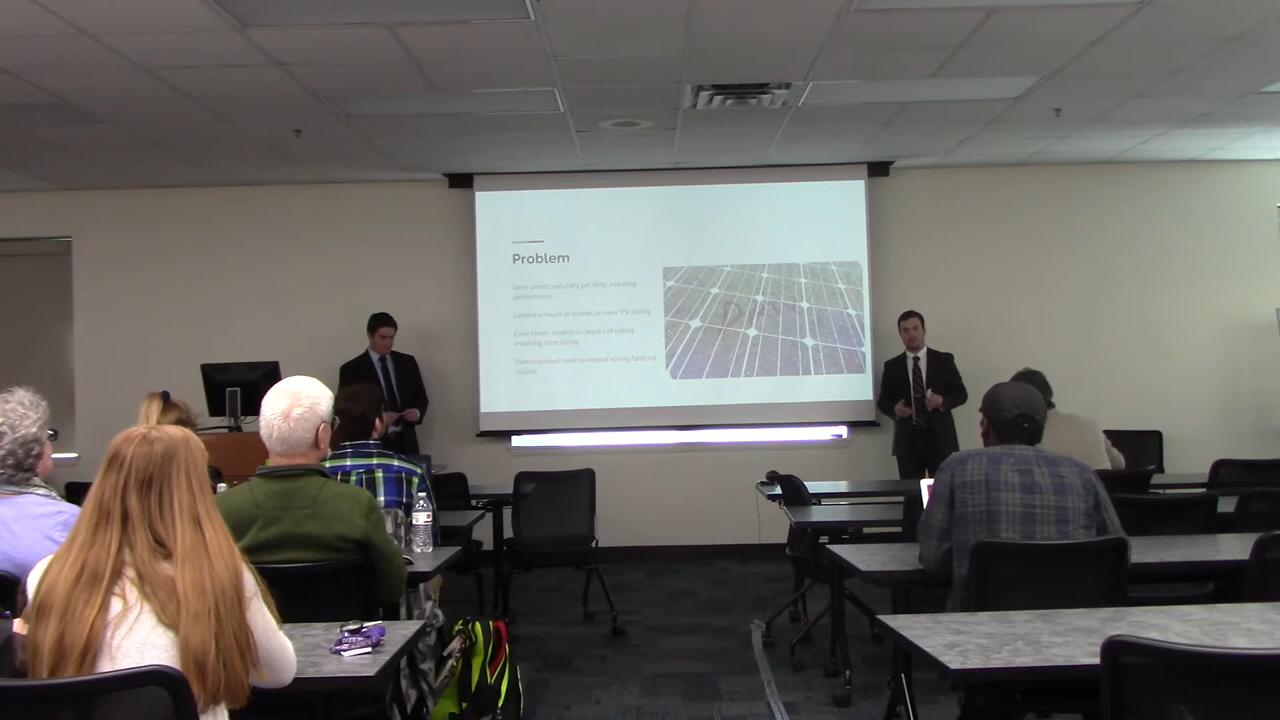 Problem
Solar panels naturally get dirty, reducing
performance
Limited amount of studies on solar PV soiling
Even fewer studies on impact of soiling
involving forecasting
Demonstrated need to expand soiling forecast
studies